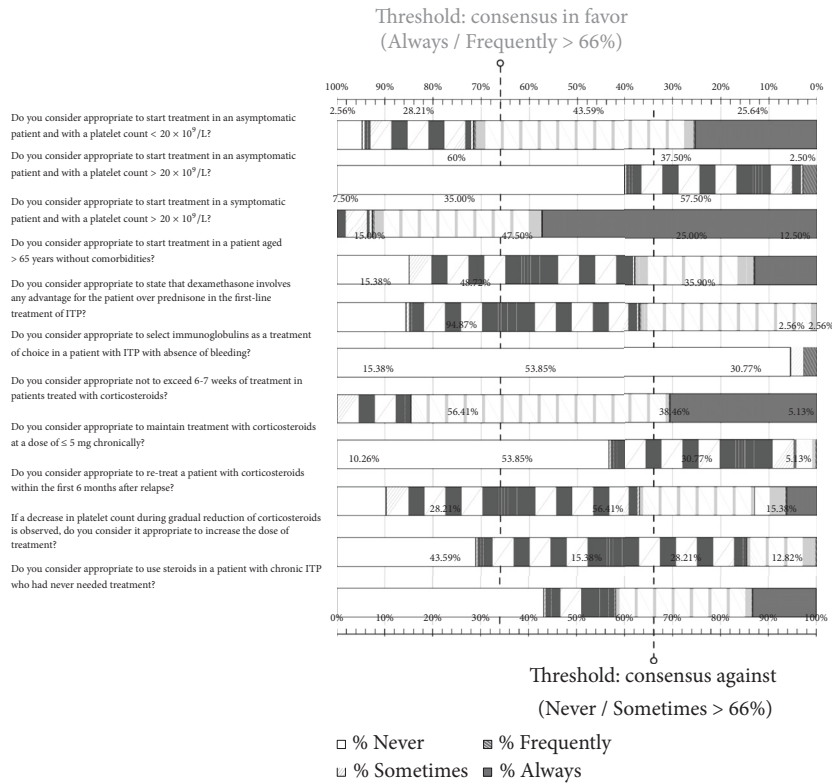 Threshold: consensus in favor
(Always / Frequently > 66%)
100% 90% 80% 70% 60% 50% 40% 30% 20% 10% 0%
Do you consider appropriate to start treatment in an asymptomatic
patient and with a platelet count < 20 × 10⁹/L?
2.56% 28.21% 43.59% 25.64%
Do you consider appropriate to start treatment in an asymptomatic
patient and with a platelet count > 20 × 10⁹/L?
60% 37.50% 2.50%
Do you consider appropriate to start treatment in a symptomatic
patient and with a platelet count > 20 × 10⁹/L?
7.50% 35.00% 57.50%
Do you consider appropriate to start treatment in a patient aged
> 65 years without comorbidities?
15.00% 47.50% 25.00% 12.50%
Do you consider appropriate to state that dexamethasone involves
any advantage for the patient over prednisone in the first-line
treatment of ITP?
15.38% 48.72% 35.90%
Do you consider appropriate to select immunoglobulins as a treatment
of choice in a patient with ITP with absence of bleeding?
94.87% 2.56% 2.56%
Do you consider appropriate not to exceed 6-7 weeks of treatment in
patients treated with corticosteroids?
15.38% 53.85% 30.77%
Do you consider appropriate to maintain treatment with corticosteroids
at a dose of ≤ 5 mg chronically?
56.41% 38.46% 5.13%
Do you consider appropriate to re-treat a patient with corticosteroids
within the first 6 months after relapse?
10.26% 53.85% 30.77% 5.13%
If a decrease in platelet count during gradual reduction of corticosteroids
is observed, do you consider it appropriate to increase the dose of
treatment?
28.21% 56.41% 15.38%
Do you consider appropriate to use steroids in a patient with chronic ITP
who had never needed treatment?
43.59% 15.38% 28.21% 12.82%
0% 10% 20% 30% 40% 50% 60% 70% 80% 90% 100%
Threshold: consensus against
(Never / Sometimes > 66%)
% Never % Frequently
% Sometimes % Always